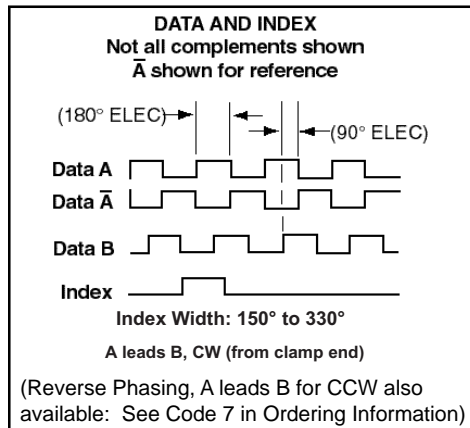 DATA AND INDEX
Not all complements shown
A̅ shown for reference
(180° ELEC)
(90° ELEC)
Data A
Data A̅
Data B
Index
Index Width: 150° to 330°
A leads B, CW (from clamp end)
(Reverse Phasing, A leads B for CCW also
available:  See Code 7 in Ordering Information)